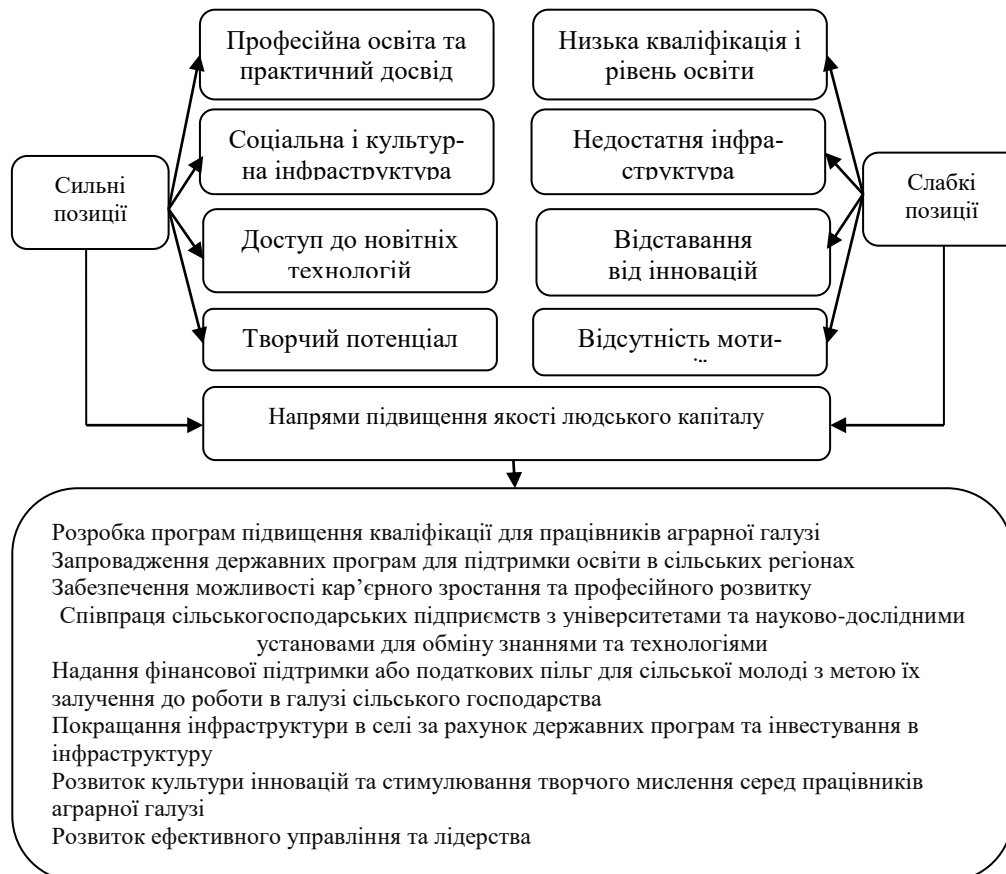 Професійна освіта та
практичний досвід
Низька кваліфікація і
рівень освіти
Соціальна і культур-
на інфраструктура
Недостатня інфра-
структура
Сильні
позиції
Слабкі
позиції
Доступ до новітніх
технологій
Відставання
від інновацій
Творчий потенціал
Відсутність моти-
Напрями підвищення якості людського капіталу
Розробка програм підвищення кваліфікації для працівників аграрної галузі
Запровадження державних програм для підтримки освіти в сільських регіонах
Забезпечення можливості кар’єрного зростання та професійного розвитку
Співпраця сільськогосподарських підприємств з університетами та науково-дослідними
установами для обміну знаннями та технологіями
Надання фінансової підтримки або податкових пільг для сільської молоді з метою їх
залучення до роботи в галузі сільського господарства
Покращання інфраструктури в селі за рахунок державних програм та інвестування в
інфраструктуру
Розвиток культури інновацій та стимулювання творчого мислення серед працівників
аграрної галузі
Розвиток ефективного управління та лідерства